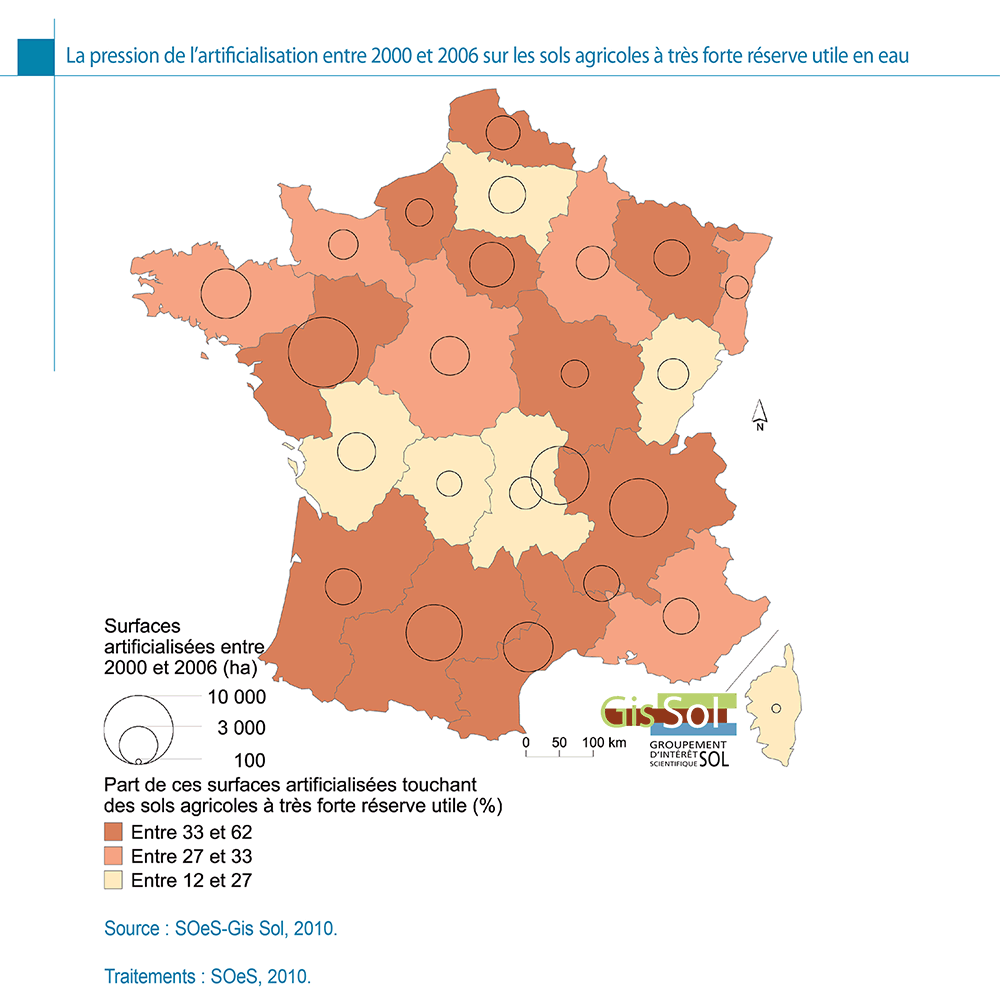 La pression de l’artificialisation entre 2000 et 2006 sur les sols agricoles à très forte réserve utile en eau
N
Surfaces
artificialisées entre
2000 et 2006 (ha)
10 000
3 000
100
Gis Sol
GROUPEMENT
D'INTÉRÊT
SCIENTIFIQUE SOL
0 50 100 km
Part de ces surfaces artificialisées touchant
des sols agricoles à très forte réserve utile (%)
Entre 33 et 62
Entre 27 et 33
Entre 12 et 27
Source : SOeS-Gis Sol, 2010.
Traitements : SOeS, 2010.